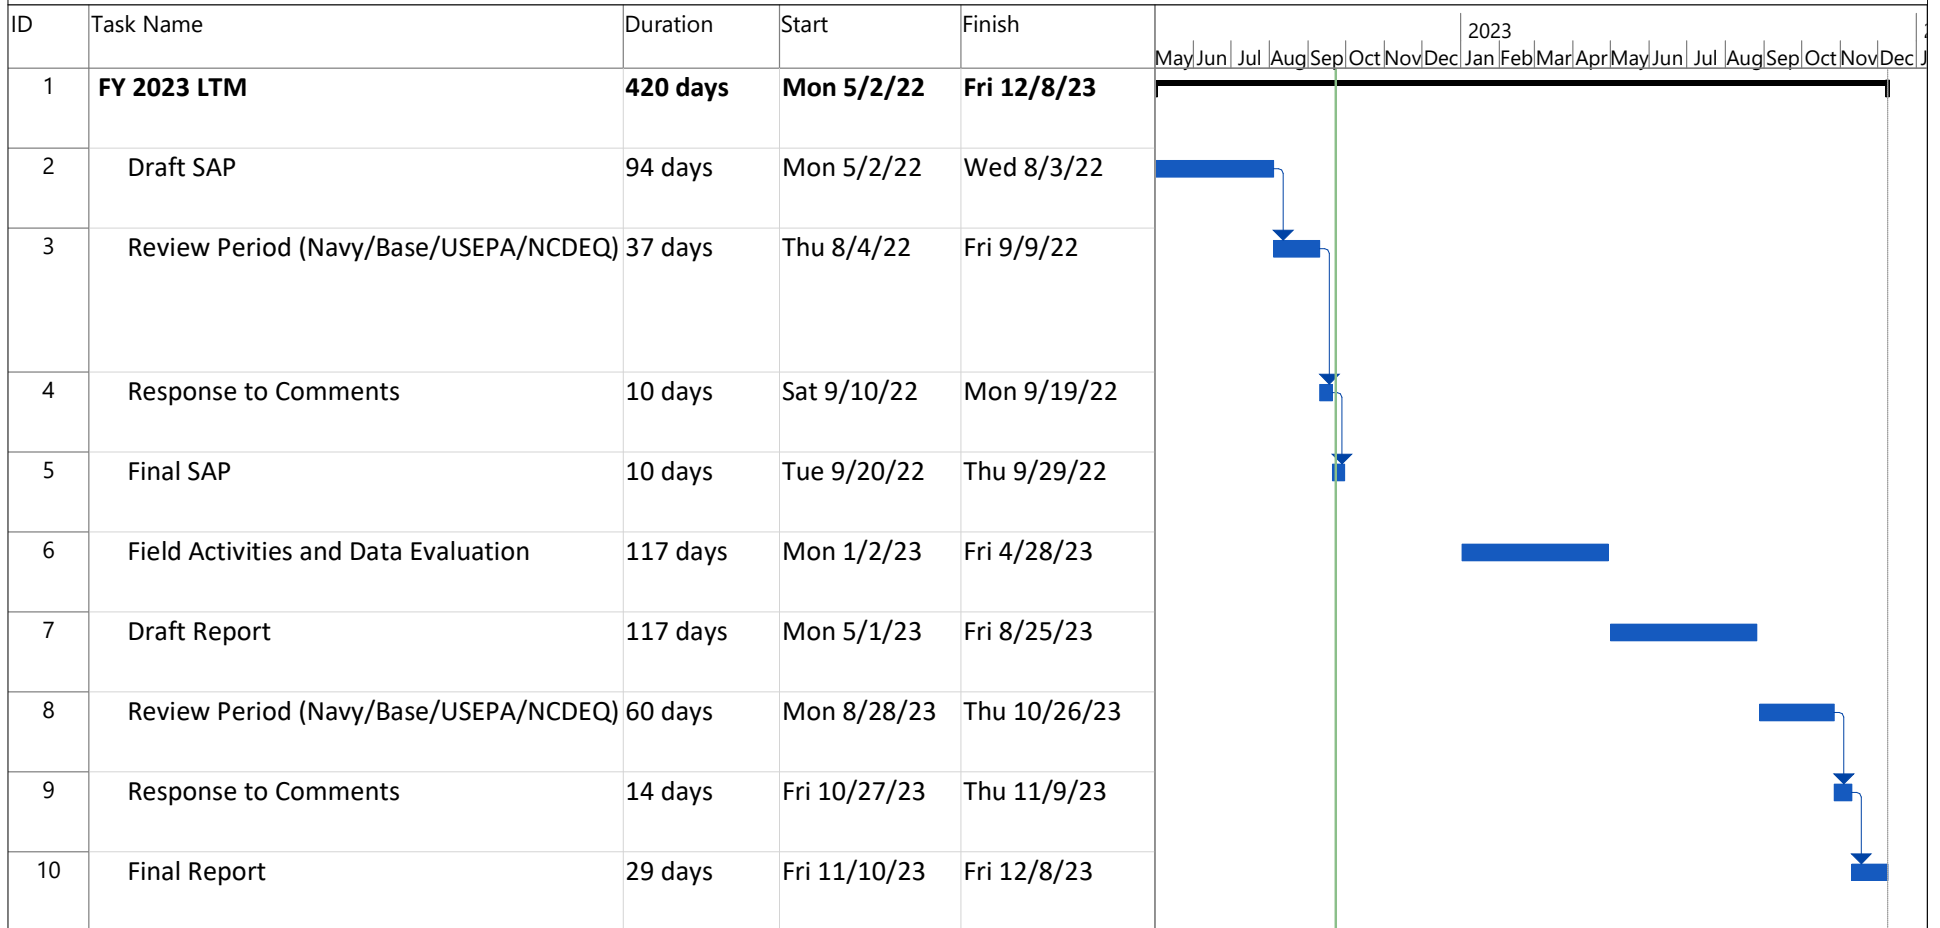 ID Task Name Duration Start Finish
2023
May Jun Jul Aug Sep Oct Nov Dec Jan Feb Mar Apr May Jun Jul Aug Sep Oct Nov Dec
1 FY 2023 LTM 420 days Mon 5/2/22 Fri 12/8/23
2 Draft SAP 94 days Mon 5/2/22 Wed 8/3/22
3 Review Period (Navy/Base/USEPA/NCDEQ) 37 days Thu 8/4/22 Fri 9/9/22
4 Response to Comments 10 days Sat 9/10/22 Mon 9/19/22
5 Final SAP 10 days Tue 9/20/22 Thu 9/29/22
6 Field Activities and Data Evaluation 117 days Mon 1/2/23 Fri 4/28/23
7 Draft Report 117 days Mon 5/1/23 Fri 8/25/23
8 Review Period (Navy/Base/USEPA/NCDEQ) 60 days Mon 8/28/23 Thu 10/26/23
9 Response to Comments 14 days Fri 10/27/23 Thu 11/9/23
10 Final Report 29 days Fri 11/10/23 Fri 12/8/23